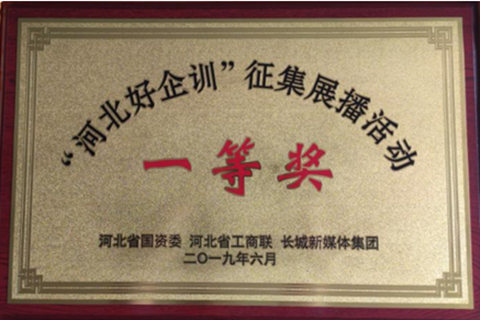 “河北好企训”征集展播活动
一等奖
河北省国资委 河北省工商联 长城新媒体集团
二〇一九年六月